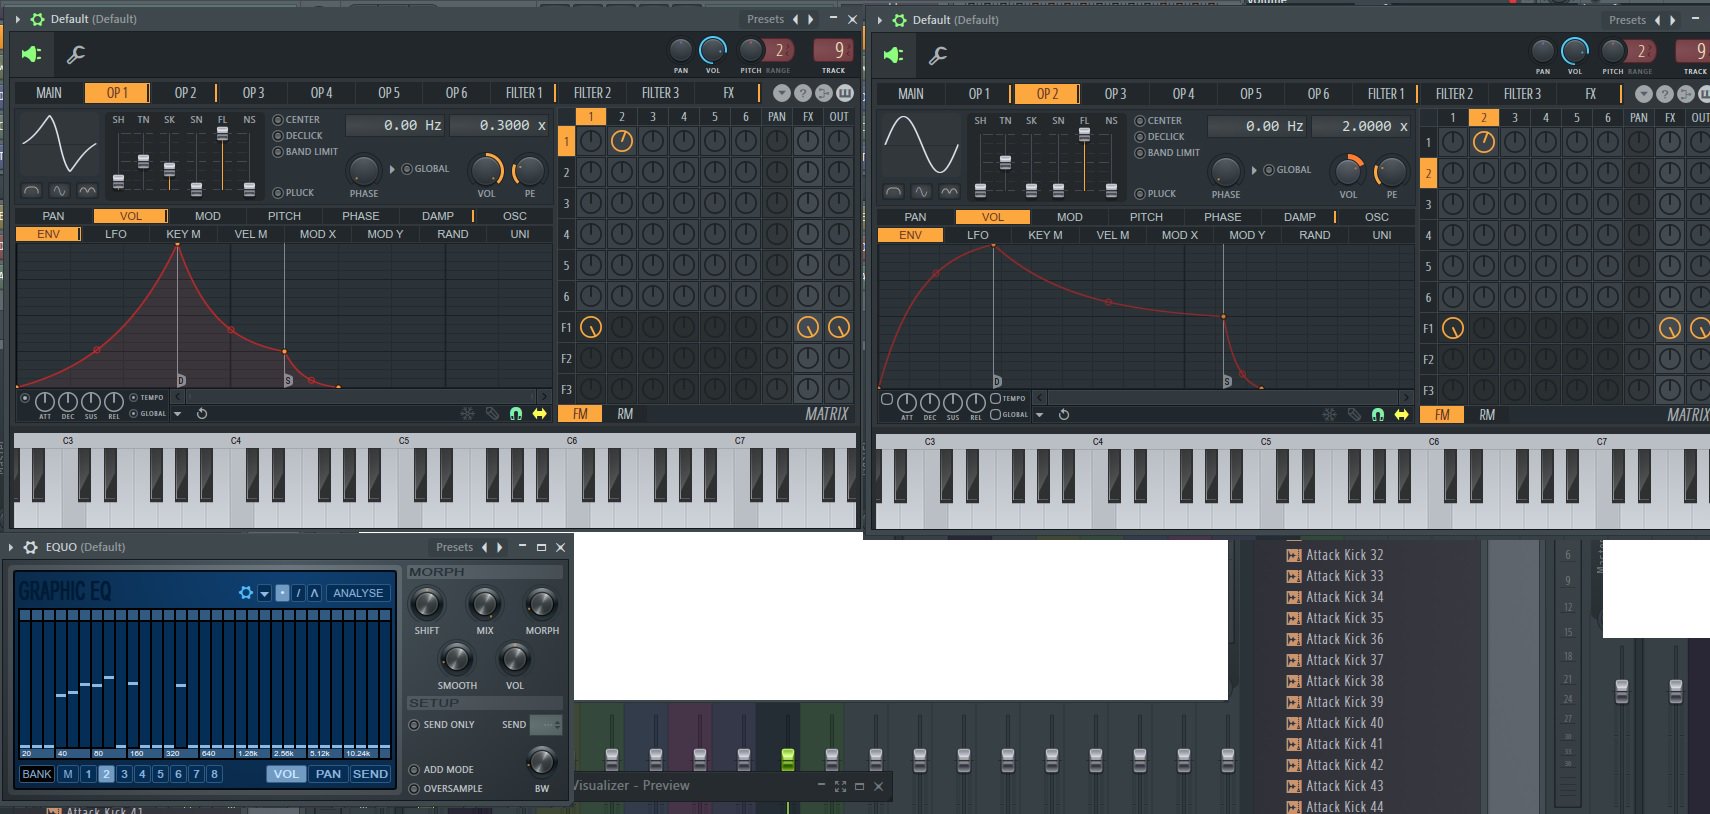 Default (Default) Presets
PAN VOL PITCH RANGE 2 9 TRACK
MAIN OP 1 OP 2 OP 3 OP 4 OP 5 OP 6 FILTER 1 FILTER 2 FILTER 3 FX
SH TN SK SN FL NS
CENTER
DECLICK
BAND LIMIT
PLUCK
0.00 Hz 0.3000 x
PHASE GLOBAL VOL PE
PAN VOL MOD PITCH PHASE DAMP OSC
ENV LFO KEY M VEL M MOD X MOD Y RAND UNI
D S
ATT DEC SUS REL TEMPO GLOBAL
1 2 3 4 5 6 PAN FX OUT
1
2
3
4
5
6
F1
F2
F3
FM RM MATRIX
C3 C4 C5 C6 C7
Default (Default) Presets
PAN VOL PITCH RANGE 2 9 TRACK
MAIN OP 1 OP 2 OP 3 OP 4 OP 5 OP 6 FILTER 1 FILTER 2 FILTER 3 FX
SH TN SK SN FL NS
CENTER
DECLICK
BAND LIMIT
PLUCK
0.00 Hz 2.0000 x
PHASE GLOBAL VOL PE
PAN VOL MOD PITCH PHASE DAMP OSC
ENV LFO KEY M VEL M MOD X MOD Y RAND UNI
D S
ATT DEC SUS REL TEMPO GLOBAL
1 2 3 4 5 6 PAN FX OUT
1
2
3
4
5
6
F1
F2
F3
FM RM MATRIX
C3 C4 C5 C6 C7
EQUO (Default) Presets
GRAPHIC EQ ANALYSE
20 40 80 160 320 640 1.28k 2.56k 5.12k 10.24k
BANK M 1 2 3 4 5 6 7 8 VOL PAN SEND
MORPH
SHIFT MIX MORPH
SMOOTH VOL
SETUP
SEND ONLY SEND
ADD MODE
OVERSAMPLE BW
Visualizer - Preview
Attack Kick 32
Attack Kick 33
Attack Kick 34
Attack Kick 35
Attack Kick 36
Attack Kick 37
Attack Kick 38
Attack Kick 39
Attack Kick 40
Attack Kick 41
Attack Kick 42
Attack Kick 43
Attack Kick 44
Attack Kick 41
6
9
12
15
18
21
24
27